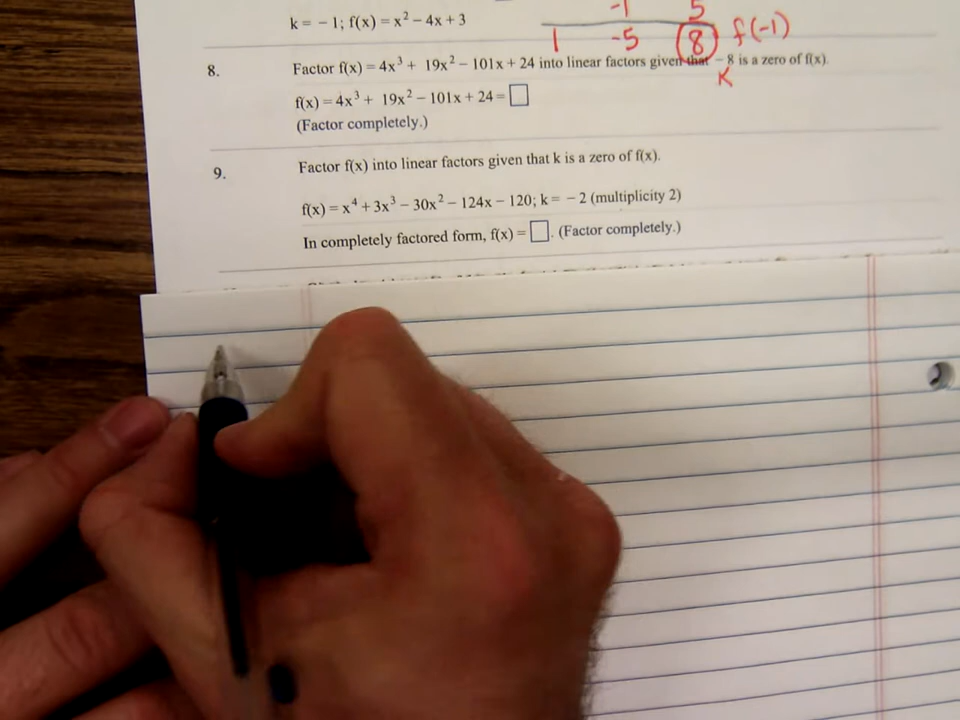 -1 5
k = - 1; f(x) = x² - 4x + 3
1 -5 8 f(-1)
8. Factor f(x) = 4x³ + 19x² - 101x + 24 into linear factors given that - 8 is a zero of f(x).
K
f(x) = 4x³ + 19x² - 101x + 24 = □
(Factor completely.)
9. Factor f(x) into linear factors given that k is a zero of f(x).
f(x) = x⁴ + 3x³ - 30x² - 124x - 120; k = - 2 (multiplicity 2)
In completely factored form, f(x) = □. (Factor completely.)